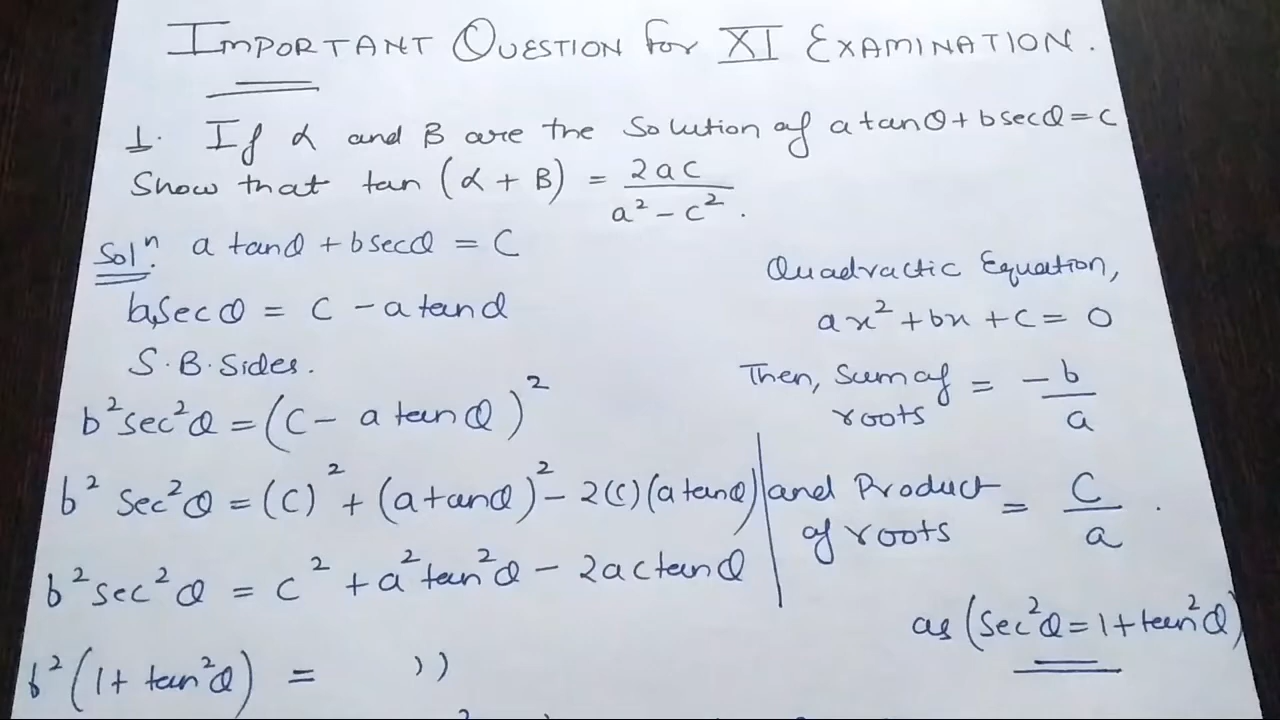 IMPORTANT QUESTION for XI EXAMINATION.
1. If α and B are the Solution of a tanθ + b secθ = C
Show that tan (α + B) = 2ac / a² - c².
Solⁿ. a tanθ + b secθ = C
b secθ = C - a tanθ
S.B. Sides.
b² sec²θ = (C - a tanθ)²
b² sec²θ = (C)² + (a tanθ)² - 2(C)(a tanθ)
b² sec²θ = c² + a² tan²θ - 2ac tanθ
b² (1 + tan²θ) = ))
Quadractic Equation,
ax² + bx + c = 0
Then, Sum of roots = -b / a
and Product of roots = C / a.
as (Sec²θ = 1 + tan²θ)